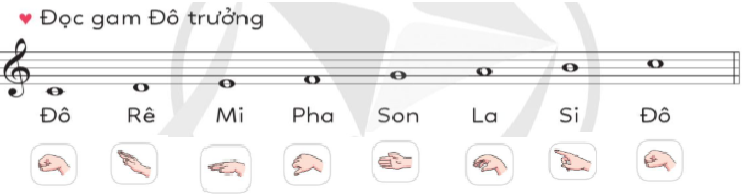 Đọc gam Đô trưởng
Đô Rê Mi Pha Son La Si Đô